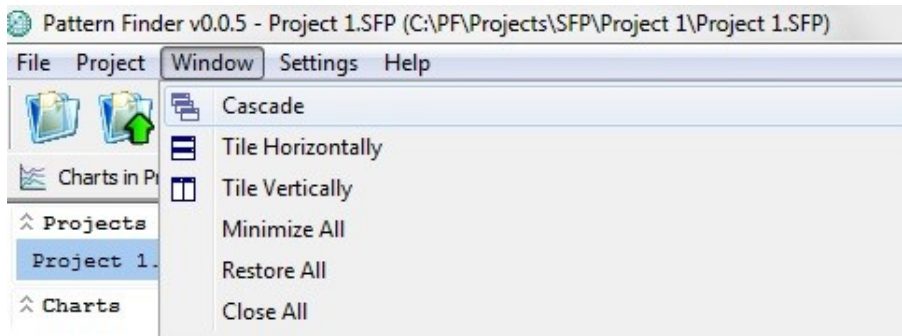 Pattern Finder v0.0.5 - Project 1.SFP (C:\PF\Projects\SFP\Project 1\Project 1.SFP)
File Project Window Settings Help
Cascade
Tile Horizontally
Charts in P
Tile Vertically
Projects
Minimize All
Project 1.
Restore All
Charts
Close All